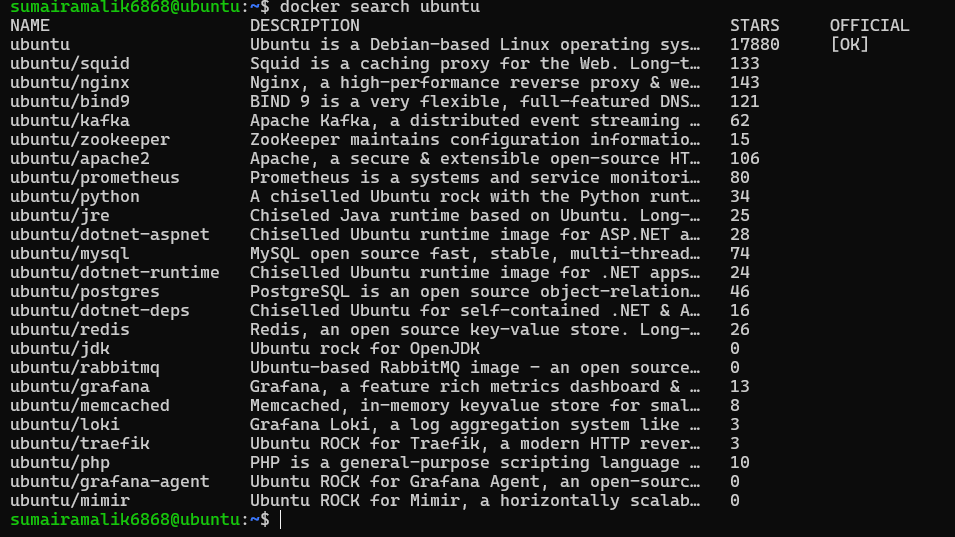 sumairamalik6868@ubuntu:~$ docker search ubuntu
NAME DESCRIPTION STARS OFFICIAL
ubuntu Ubuntu is a Debian-based Linux operating sys… 17880 [OK]
ubuntu/squid Squid is a caching proxy for the Web. Long-t… 133
ubuntu/nginx Nginx, a high-performance reverse proxy & we… 143
ubuntu/bind9 BIND 9 is a very flexible, full-featured DNS… 121
ubuntu/kafka Apache Kafka, a distributed event streaming … 62
ubuntu/zookeeper ZooKeeper maintains configuration informatio… 15
ubuntu/apache2 Apache, a secure & extensible open-source HT… 106
ubuntu/prometheus Prometheus is a systems and service monitori… 80
ubuntu/python A chiselled Ubuntu rock with the Python runt… 34
ubuntu/jre Chiseled Java runtime based on Ubuntu. Long-… 25
ubuntu/dotnet-aspnet Chiselled Ubuntu runtime image for ASP.NET a… 28
ubuntu/mysql MySQL open source fast, stable, multi-thread… 74
ubuntu/dotnet-runtime Chiselled Ubuntu runtime image for .NET apps… 24
ubuntu/postgres PostgreSQL is an open source object-relation… 46
ubuntu/dotnet-deps Chiselled Ubuntu for self-contained .NET & A… 16
ubuntu/redis Redis, an open source key-value store. Long-… 26
ubuntu/jdk Ubuntu rock for OpenJDK 0
ubuntu/rabbitmq Ubuntu-based RabbitMQ image - an open source… 0
ubuntu/grafana Grafana, a feature rich metrics dashboard & … 13
ubuntu/memcached Memcached, in-memory keyvalue store for smal… 8
ubuntu/loki Grafana Loki, a log aggregation system like … 3
ubuntu/traefik Ubuntu ROCK for Traefik, a modern HTTP rever… 3
ubuntu/php PHP is a general-purpose scripting language … 10
ubuntu/grafana-agent Ubuntu ROCK for Grafana Agent, an open-sourc… 0
ubuntu/mimir Ubuntu ROCK for Mimir, a horizontally scalab… 0
sumairamalik6868@ubuntu:~$